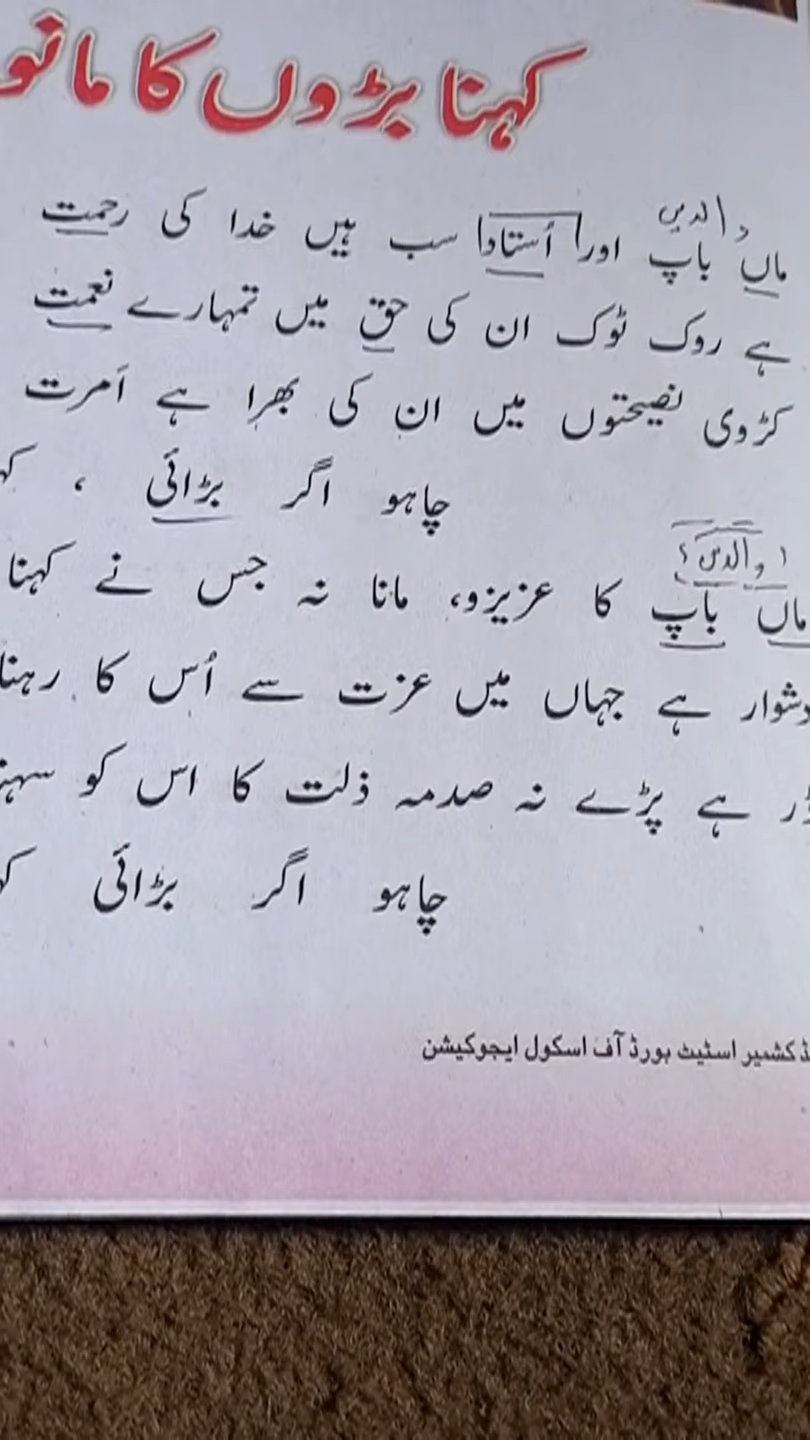 کہنا بڑوں کا مانو
والدین
ماں باپ اور اُستاد سب ہیں خدا کی رحمت
ہے روک ٹوک ان کی حق میں تمہارے نعمت
کڑوی نصیحتوں میں ان کی بھرا ہے اَمرت
چاہو اگر بڑائی ،
والدین
ماں باپ کا عزیزو، مانا نہ جس نے کہنا
دشوار ہے جہاں میں عزت سے اُس کا رہنا
ڈر ہے پڑے نہ صدمہ ذلت کا اس کو
چاہو اگر بڑائی
کشمیر اسٹیٹ بورڈ آف اسکول ایجوکیشن